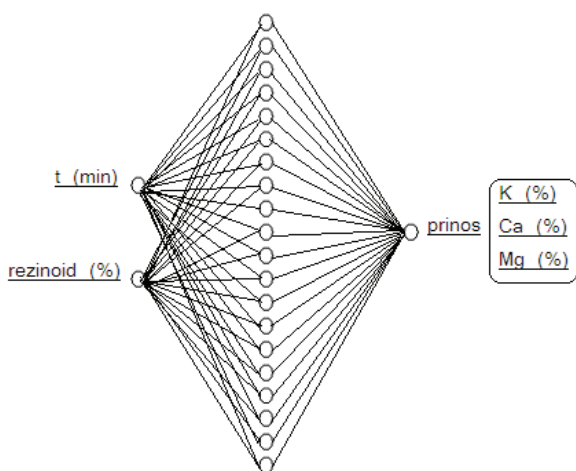 t (min)
rezinoid (%)
prinos
K (%)
Ca (%)
Mg (%)